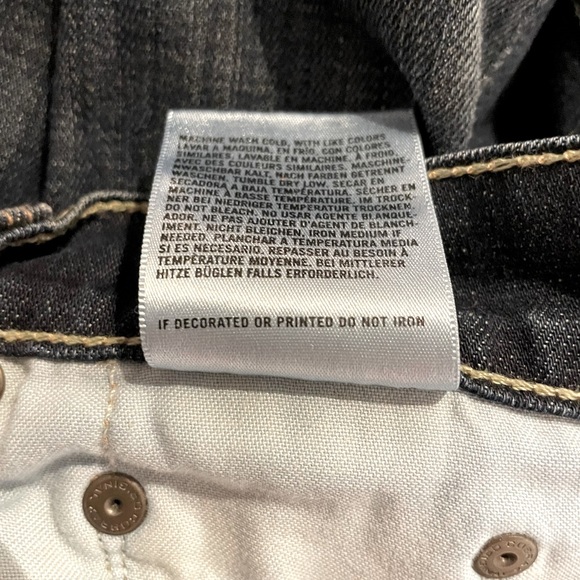 MACHINE WASH COLD, WITH LIKE COLORS
LAVAR A MAQUINA, EN FRÍO, CON COLORES
SIMILARES. LAVABLE EN MACHINE, À FROID,
AVEC COULEURS SIMILAIRES. MASCHINE-
WASCHBAR KALT, NACH FARBEN GETRENNT
WASCHEN. TUMBLE DRY LOW. SECAR EN
SECADORA A BAJA TEMPERATURA. SÉCHER EN
MACHINE À BASSE TEMPÉRATURE. IM TROCK-
NER BEI NIEDRIGER TEMPERATUR TROCKNEN.
DO NOT BLEACH. NO USAR AGENTE BLANQUE-
ADOR. NE PAS AJOUTER D'AGENT DE BLANCH-
IMENT. NICHT BLEICHEN. IRON MEDIUM IF
NEEDED. PLANCHAR A TEMPERATURA MEDIA
SI ES NECESARIO. REPASSER AU BESOIN À
TEMPÉRATURE MOYENNE. BEI MITTLERER
HITZE BÜGLEN FALLS ERFORDERLICH.
IF DECORATED OR PRINTED DO NOT IRON